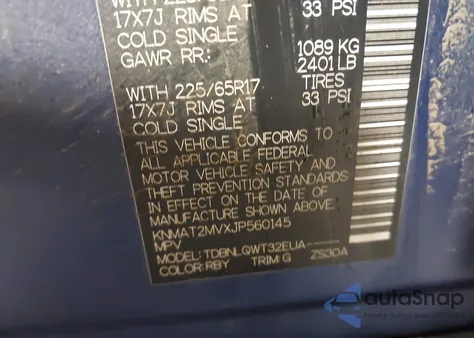 17X7J RIMS AT 33 PSI
COLD SINGLE
GAWR RR: 1089 KG
2401 LB
WITH 225/65R17 TIRES
17X7J RIMS AT 33 PSI
COLD SINGLE
THIS VEHICLE CONFORMS TO
ALL APPLICABLE FEDERAL
MOTOR VEHICLE SAFETY AND
THEFT PREVENTION STANDARDS
IN EFFECT ON THE DATE OF
MANUFACTURE SHOWN ABOVE.
KNMAT2MVXJP560145
MPV
MODEL: TDBNLQWT32EUA
COLOR: RBY TRIM: G ZS30A
autoSnap